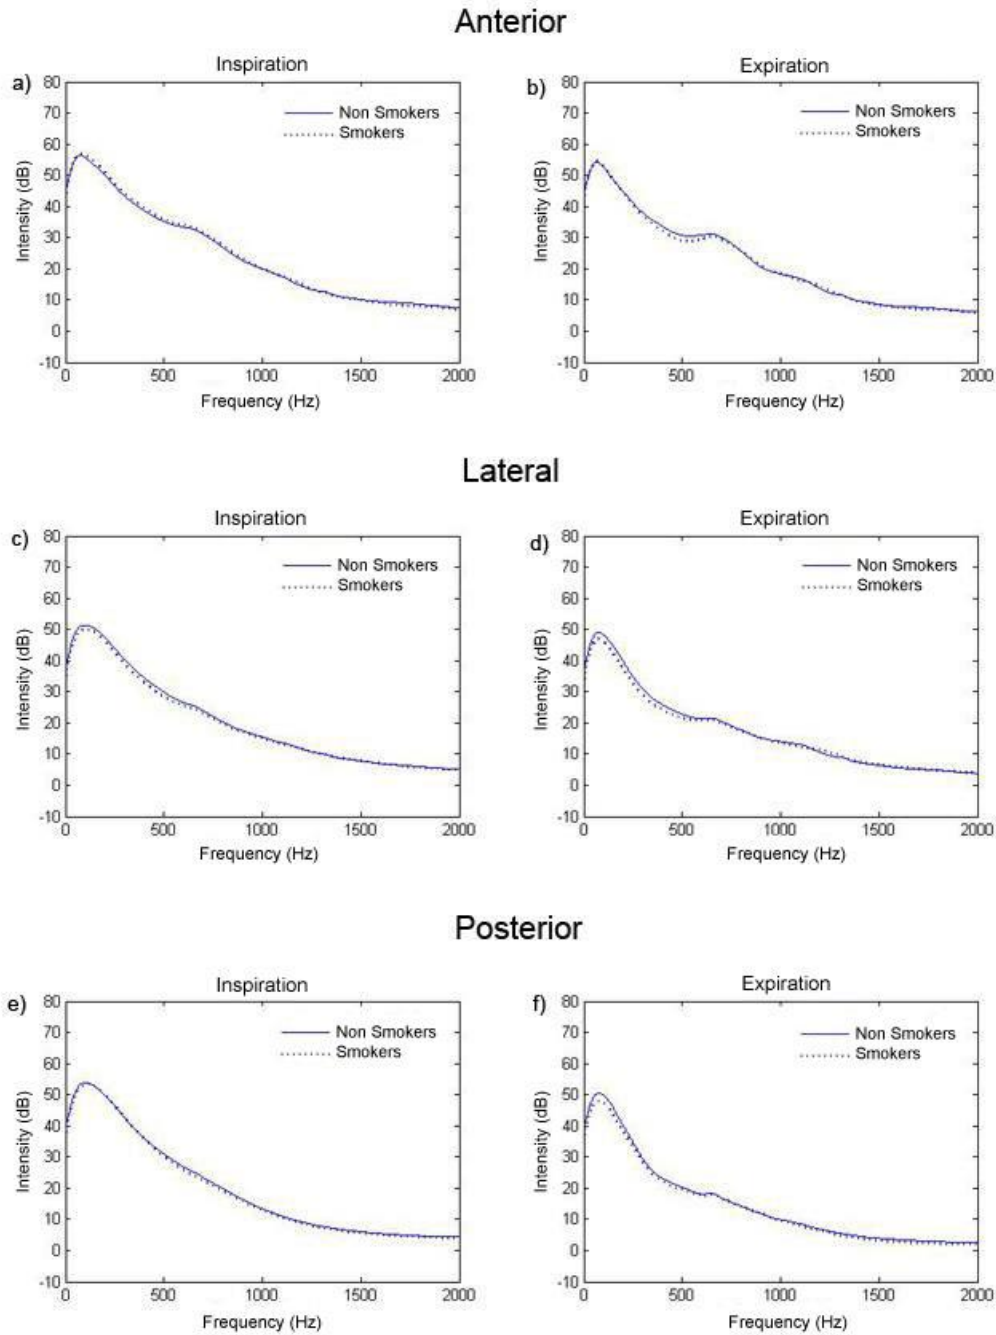 Anterior
a)
Inspiration
Non Smokers
Smokers
Intensity (dB)
80
70
60
50
40
30
20
10
0
-10
0 500 1000 1500 2000
Frequency (Hz)
b)
Expiration
Non Smokers
Smokers
Intensity (dB)
80
70
60
50
40
30
20
10
0
-10
0 500 1000 1500 2000
Frequency (Hz)
Lateral
c)
Inspiration
Non Smokers
Smokers
Intensity (dB)
80
70
60
50
40
30
20
10
0
-10
0 500 1000 1500 2000
Frequency (Hz)
d)
Expiration
Non Smokers
Smokers
Intensity (dB)
80
70
60
50
40
30
20
10
0
-10
0 500 1000 1500 2000
Frequency (Hz)
Posterior
e)
Inspiration
Non Smokers
Smokers
Intensity (dB)
80
70
60
50
40
30
20
10
0
-10
0 500 1000 1500 2000
Frequency (Hz)
f)
Expiration
Non Smokers
Smokers
Intensity (dB)
80
70
60
50
40
30
20
10
0
-10
0 500 1000 1500 2000
Frequency (Hz)